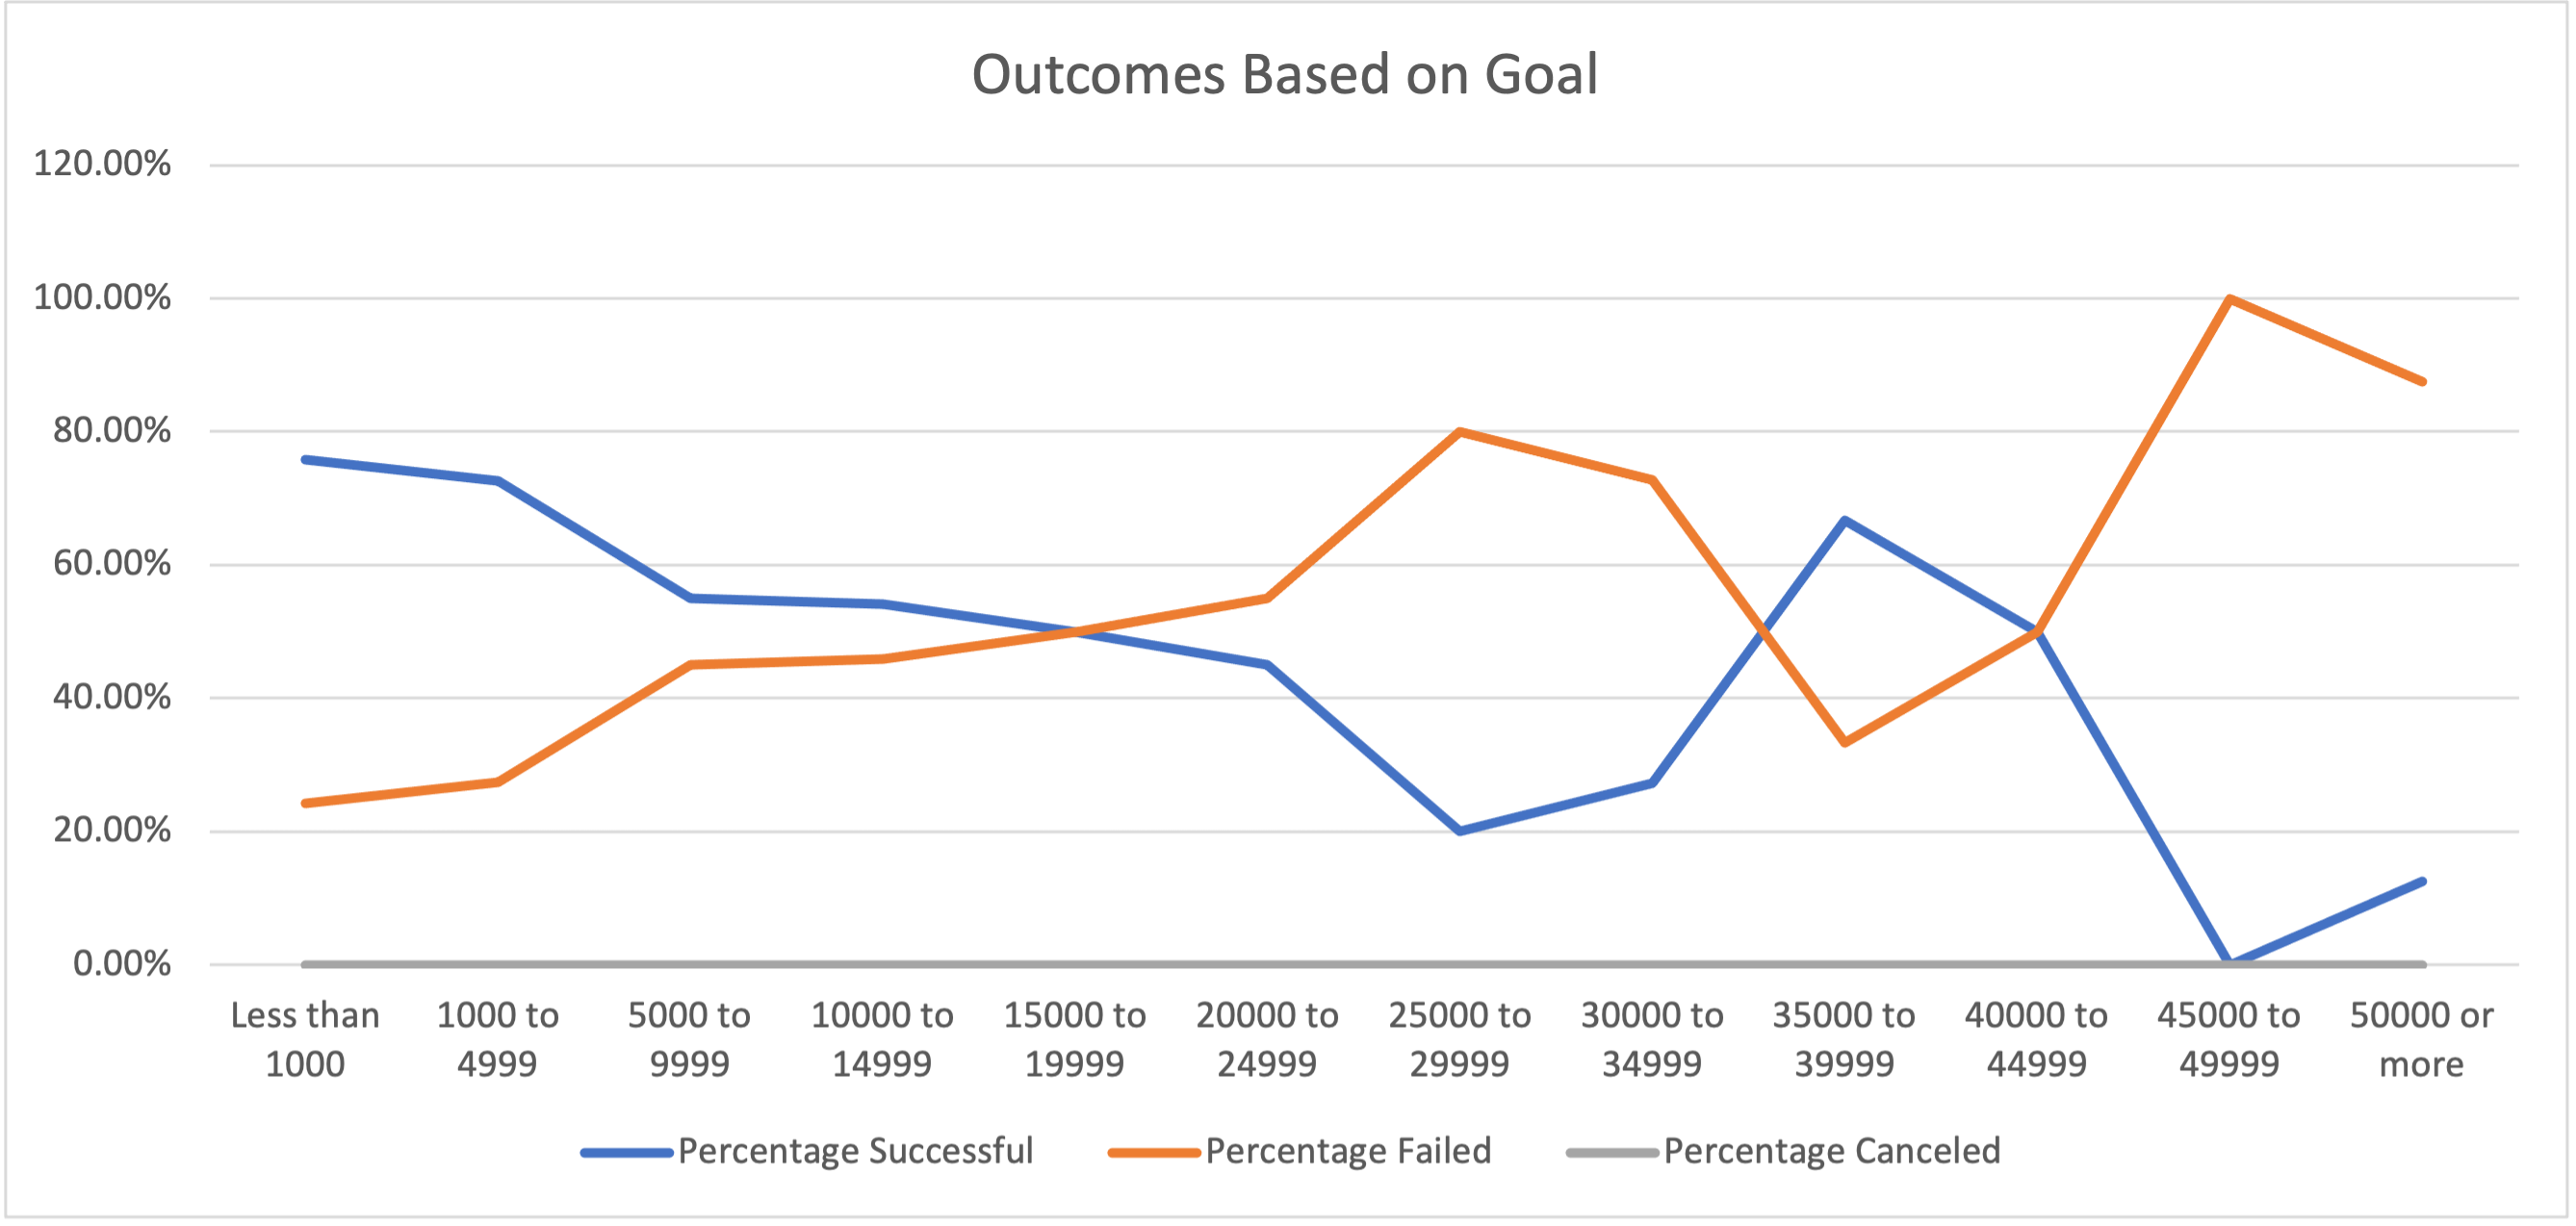 Outcomes Based on Goal
120.00%
100.00%
80.00%
60.00%
40.00%
20.00%
0.00%
Less than
1000
1000 to
4999
5000 to
9999
10000 to
14999
15000 to
19999
20000 to
24999
25000 to
29999
30000 to
34999
35000 to
39999
40000 to
44999
45000 to
49999
50000 or
more
Percentage Successful
Percentage Failed
Percentage Canceled